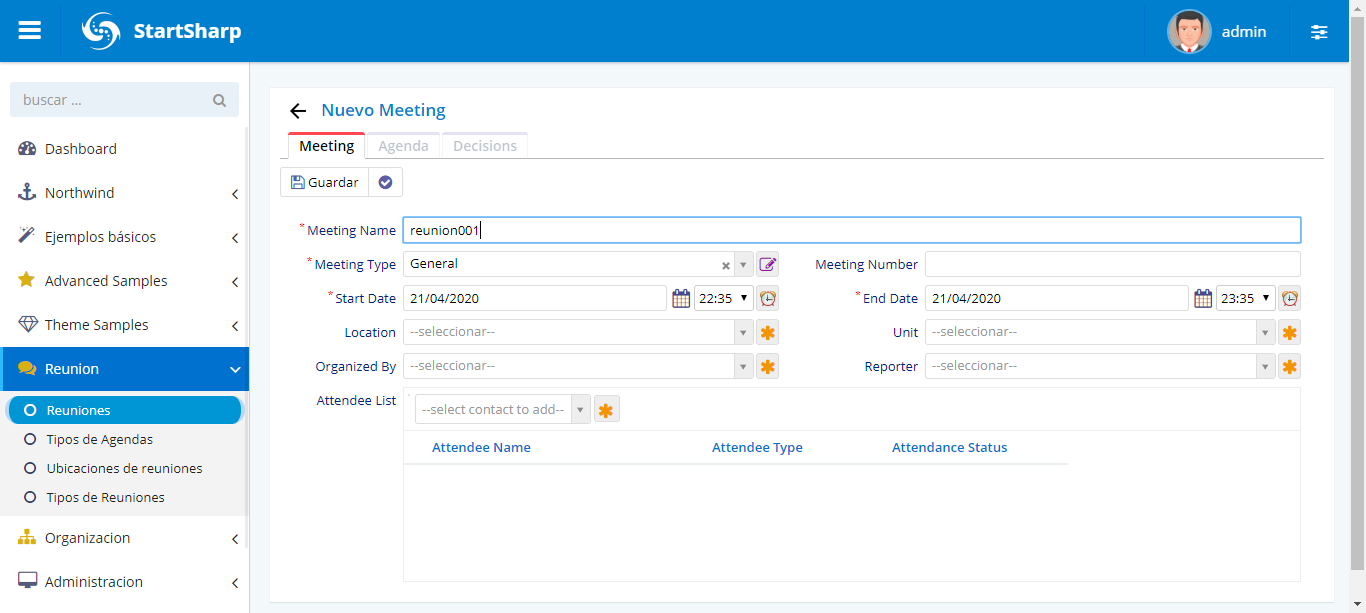 StartSharp
admin
buscar ...
Dashboard
Northwind
Ejemplos básicos
Advanced Samples
Theme Samples
Reunion
Reuniones
Tipos de Agendas
Ubicaciones de reuniones
Tipos de Reuniones
Organizacion
Administracion
Nuevo Meeting
Meeting Agenda Decisions
Guardar
*Meeting Name reunion001
*Meeting Type General Meeting Number
*Start Date 21/04/2020 22:35 *End Date 21/04/2020 23:35
Location --seleccionar-- Unit --seleccionar--
Organized By --seleccionar-- Reporter --seleccionar--
Attendee List --select contact to add--
Attendee Name Attendee Type Attendance Status